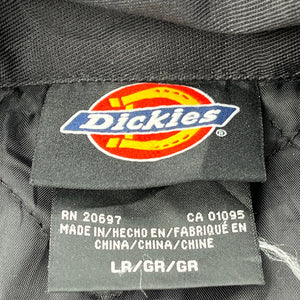 Dickies®
RN 20697 CA 01095
MADE IN/HECHO EN/FABRIQUÉ EN
CHINA/CHINA/CHINE
LR/GR/GR